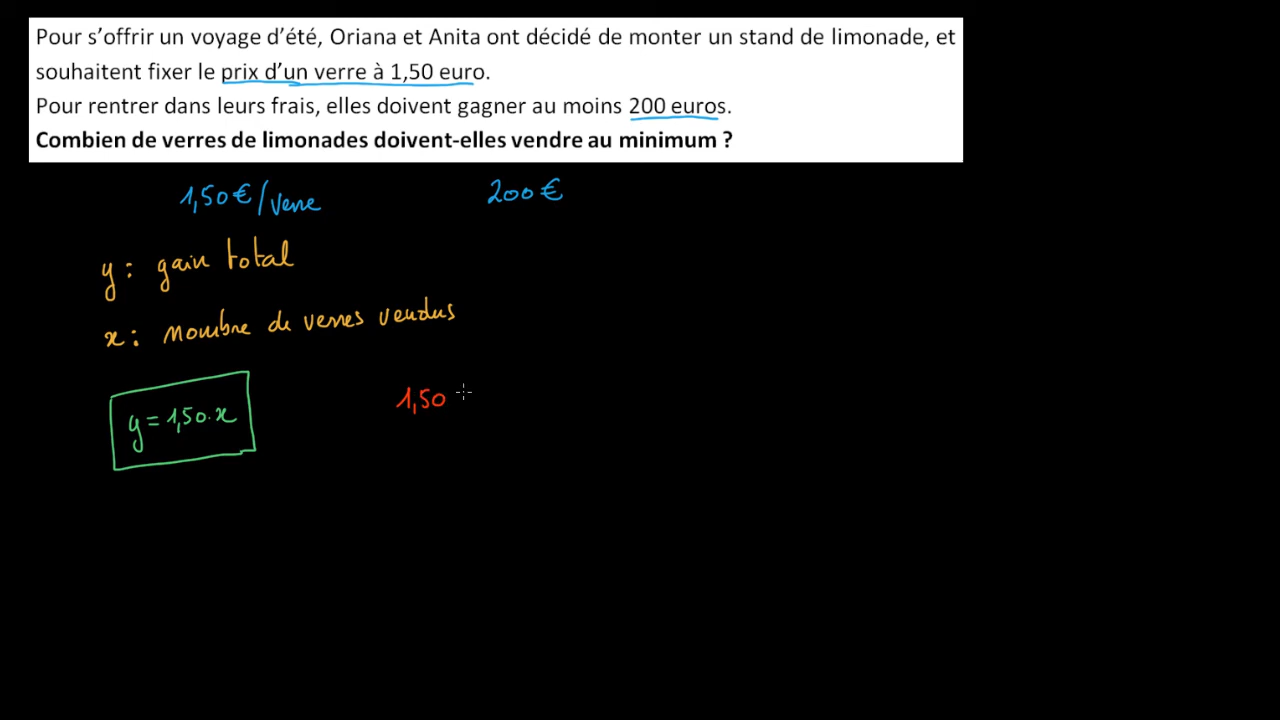 Pour s’offrir un voyage d’été, Oriana et Anita ont décidé de monter un stand de limonade, et
souhaitent fixer le prix d’un verre à 1,50 euro.
Pour rentrer dans leurs frais, elles doivent gagner au moins 200 euros.
Combien de verres de limonades doivent-elles vendre au minimum ?
1,50€/verre 200€
y : gain total
x : nombre de verres vendus
y = 1,50.x 1,50